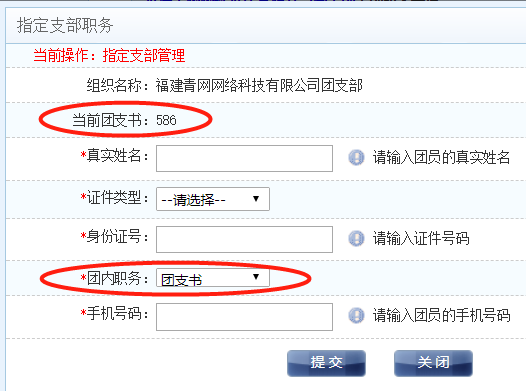 指定支部职务
当前操作：指定支部管理
组织名称：福建青网网络科技有限公司团支部
当前团支书：586
*真实姓名： 请输入团员的真实姓名
*证件类型： --请选择--
*身份证号： 请输入证件号码
*团内职务： 团支书
*手机号码： 请输入团员的手机号码
提交 关闭